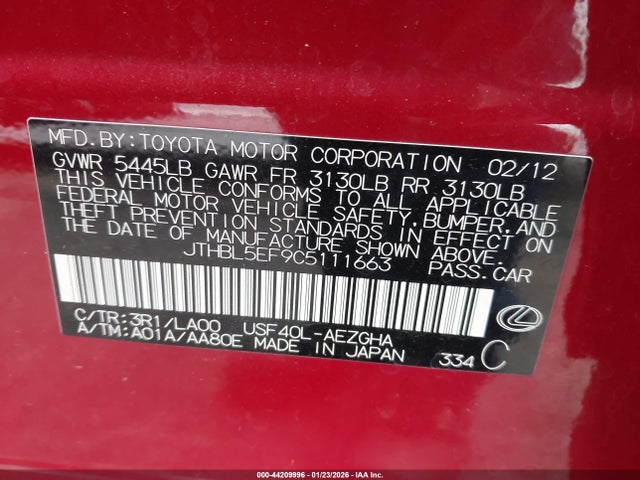 MFD.BY:TOYOTA MOTOR CORPORATION 02/12
GVWR 5445LB GAWR FR 3130LB RR 3130LB
THIS VEHICLE CONFORMS TO ALL APPLICABLE
FEDERAL MOTOR VEHICLE SAFETY,BUMPER,AND
THEFT PREVENTION STANDARDS IN EFFECT ON
THE DATE OF MANUFACTURE SHOWN ABOVE.
JTHBL5EF9C5111663 PASS.CAR
C/TR:3R1/LA00 USF40L-AEZGHA
A/TM:A01A/AA80E MADE IN JAPAN 334 C
000-44209996 - 01/23/2026 - IAA Inc.